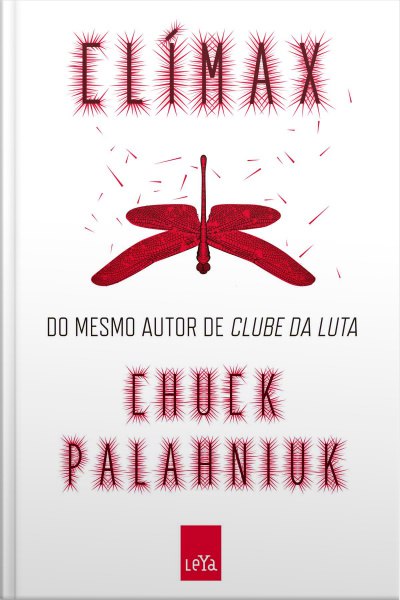 CLÍMAX
DO MESMO AUTOR DE CLUBE DA LUTA
CHUCK
PALAHNIUK
LeYa